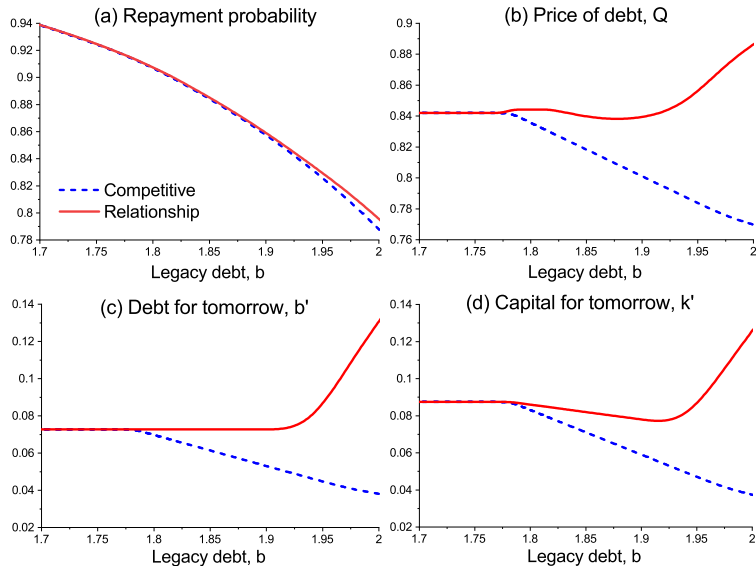 (a) Repayment probability
0.94
0.92
0.9
0.88
0.86
0.84
0.82
0.8
0.78
Competitive
Relationship
1.7 1.75 1.8 1.85 1.9 1.95 2
Legacy debt, b
(b) Price of debt, Q
0.9
0.88
0.86
0.84
0.82
0.8
0.78
0.76
1.7 1.75 1.80 1.85 1.90 1.95 2
Legacy debt, b
(c) Debt for tomorrow, b'
0.14
0.12
0.1
0.08
0.06
0.04
0.02
1.7 1.75 1.8 1.85 1.9 1.95 2
Legacy debt, b
(d) Capital for tomorrow, k'
0.14
0.12
0.1
0.08
0.06
0.04
0.02
1.7 1.75 1.8 1.85 1.9 1.95 2
Legacy debt, b